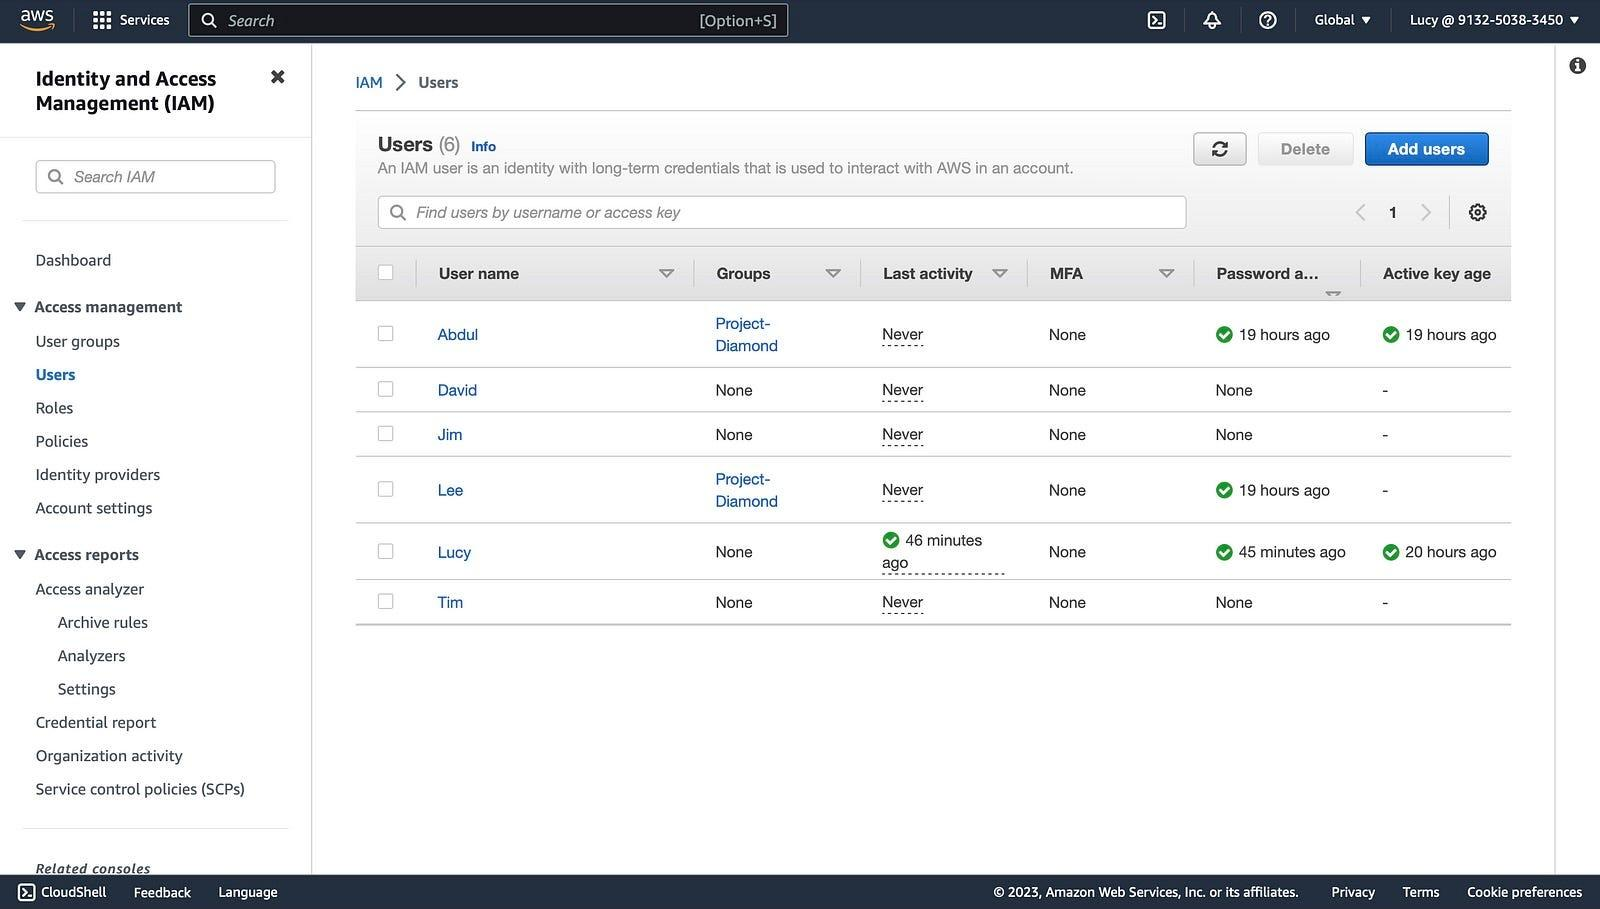 aws
Services
Search
[Option+S]
Global
Lucy @ 9132-5038-3450
Identity and Access
Management (IAM)
Search IAM
Dashboard
Access management
User groups
Users
Roles
Policies
Identity providers
Account settings
Access reports
Access analyzer
Archive rules
Analyzers
Settings
Credential report
Organization activity
Service control policies (SCPs)
Related consoles
IAM > Users
Users (6) Info
An IAM user is an identity with long-term credentials that is used to interact with AWS in an account.
Delete
Add users
Find users by username or access key
1
User name Groups Last activity MFA Password a... Active key age
Abdul Project-Diamond Never None 19 hours ago 19 hours ago
David None Never None None -
Jim None Never None None -
Lee Project-Diamond Never None 19 hours ago -
Lucy None 46 minutes ago None 45 minutes ago 20 hours ago
Tim None Never None None -
CloudShell Feedback Language
© 2023, Amazon Web Services, Inc. or its affiliates. Privacy Terms Cookie preferences